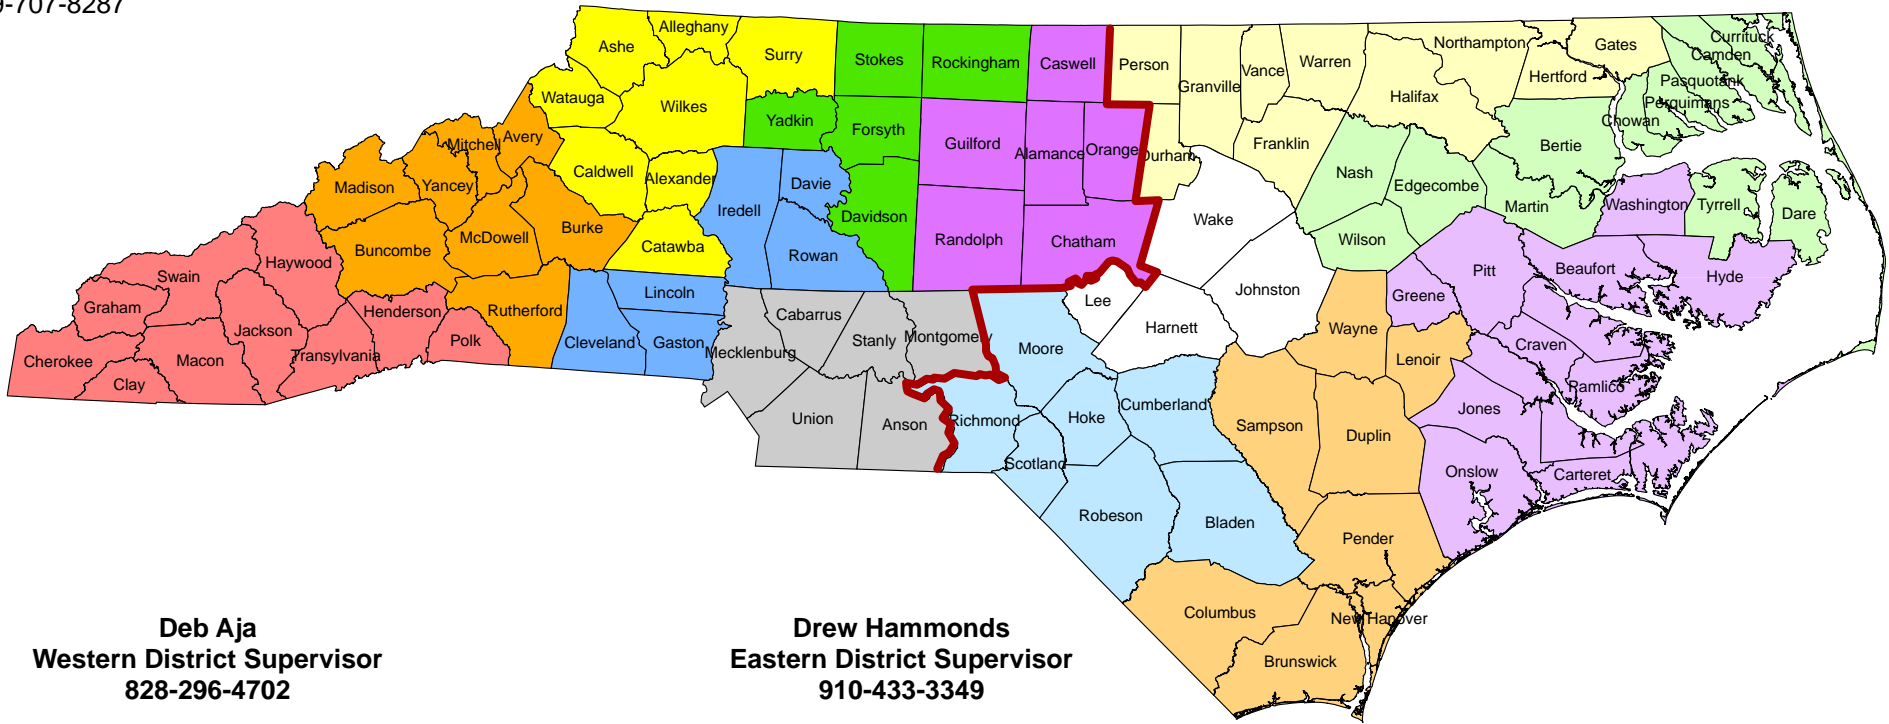 9-707-8287
Alleghany
Ashe
Surry
Stokes
Rockingham
Caswell
Person
Granville
Vance
Warren
Northampton
Gates
Currituck
Camden
Hertford
Pasquotank
Perquimans
Chowan
Halifax
Watauga
Wilkes
Yadkin
Forsyth
Guilford
Alamance
Orange
Durham
Franklin
Nash
Edgecombe
Bertie
Mitchell
Avery
Caldwell
Alexander
Davie
Iredell
Davidson
Madison
Yancey
Burke
McDowell
Buncombe
Catawba
Rowan
Randolph
Chatham
Wake
Wilson
Martin
Washington
Tyrrell
Dare
Swain
Haywood
Graham
Jackson
Henderson
Rutherford
Lincoln
Cleveland
Gaston
Cabarrus
Stanly
Montgomery
Mecklenburg
Lee
Harnett
Johnston
Moore
Wayne
Greene
Pitt
Beaufort
Hyde
Lenoir
Craven
Ramlico
Jones
Cherokee
Clay
Macon
Transylvania
Polk
Union
Anson
Richmond
Hoke
Cumberland
Scotland
Sampson
Duplin
Onslow
Carteret
Robeson
Bladen
Pender
Columbus
New Hanover
Brunswick
Deb Aja
Western District Supervisor
828-296-4702
Drew Hammonds
Eastern District Supervisor
910-433-3349